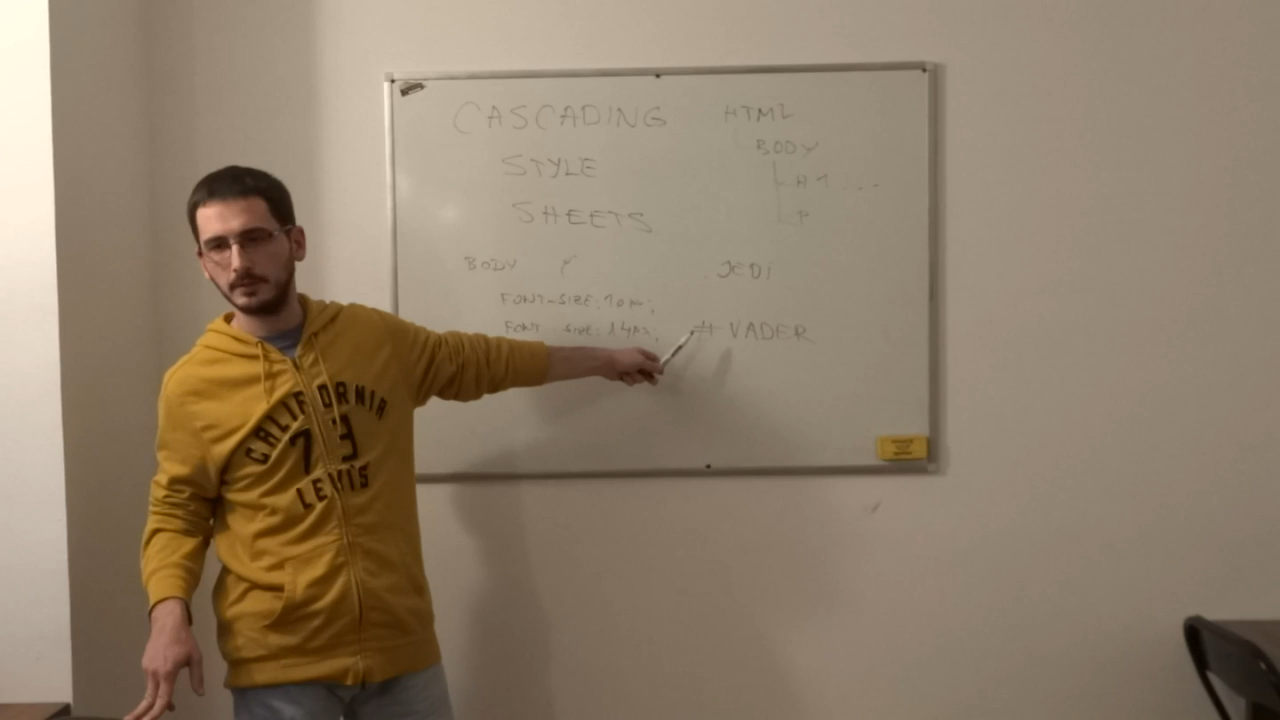 CASCADING
STYLE
SHEETS
BODY {
FONT-SIZE: 10px;
FONT SIZE: 14px;
HTML
BODY
H1 ...
P
.JEDI
# VADER
CALIFORNIA
73
LEVI'S